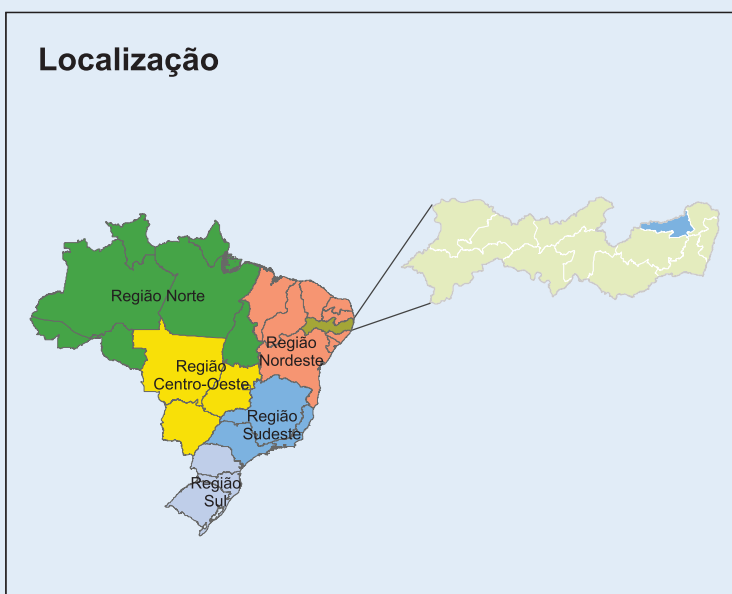 Localização
Região Norte
Região
Nordeste
Região
Centro-Oeste
Região
Sudeste
Região
Sul